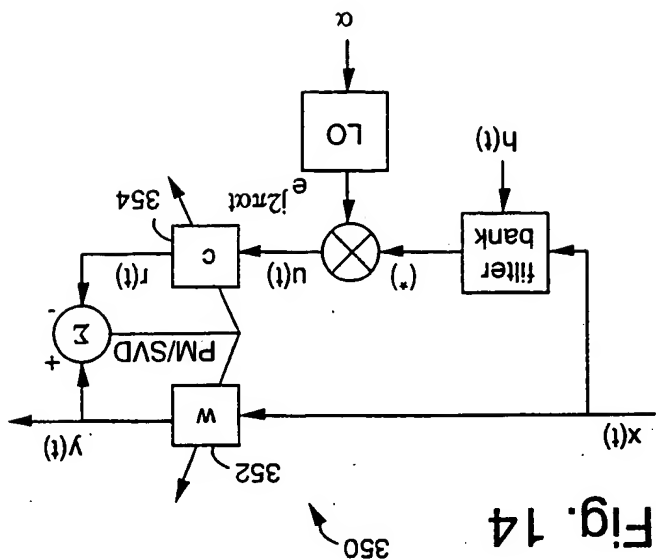 Fig. 14
350
352
x(t)
W
y(t)
+
PM/SVD
Σ
-
filter
bank
(*)
u(t)
C
r(t)
354
h(t)
e^j2παt
LO
α